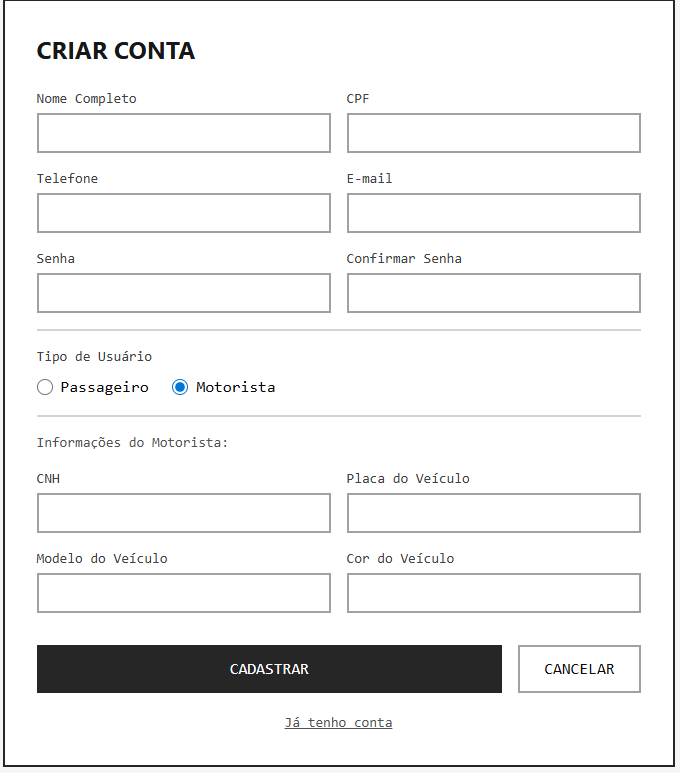 CRIAR CONTA
Nome Completo CPF
Telefone E-mail
Senha Confirmar Senha
Tipo de Usuário
Passageiro Motorista
Informações do Motorista:
CNH Placa do Veículo
Modelo do Veículo Cor do Veículo
CADASTRAR CANCELAR
Já tenho conta